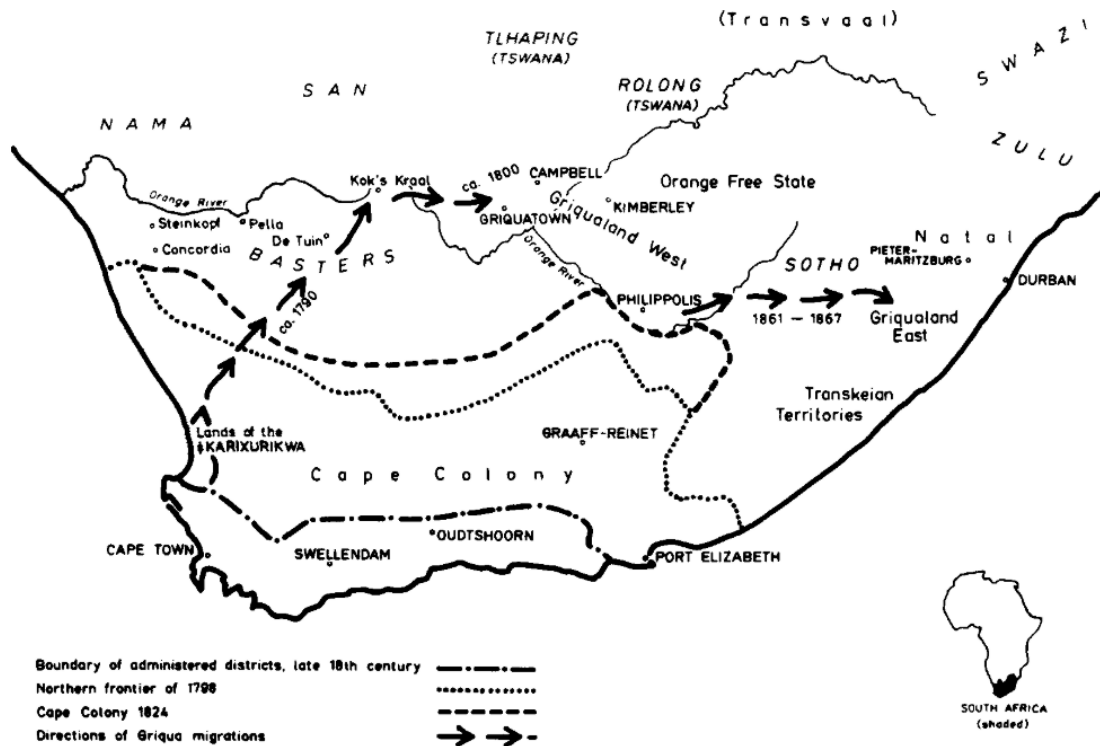 (Transvaal)
TLHAPING
(TSWANA)
SWAZI
SAN
ROLONG
(TSWANA)
NAMA
ZULU
Kok's Kraal
ca. 1800
CAMPBELL
Orange Free State
Orange River
Steinkopf
Pella
GRIQUATOWN
KIMBERLEY
De Tuin
Concordia
BASTERS
Griqualand West
Natal
Orange River
SOTHO
PIETER-
MARITZBURG
DURBAN
ca. 1790
PHILIPPOLIS
1861 – 1867
Griqualand
East
Transkeian
Territories
Lands of the
KARIXURIKWA
GRAAFF-REINET
Cape Colony
OUDTSHOORN
CAPE TOWN
SWELLENDAM
PORT ELIZABETH
Boundary of administered districts, late 18th century
Northern frontier of 1798
Cape Colony 1824
Directions of Griqua migrations
SOUTH AFRICA
(shaded)